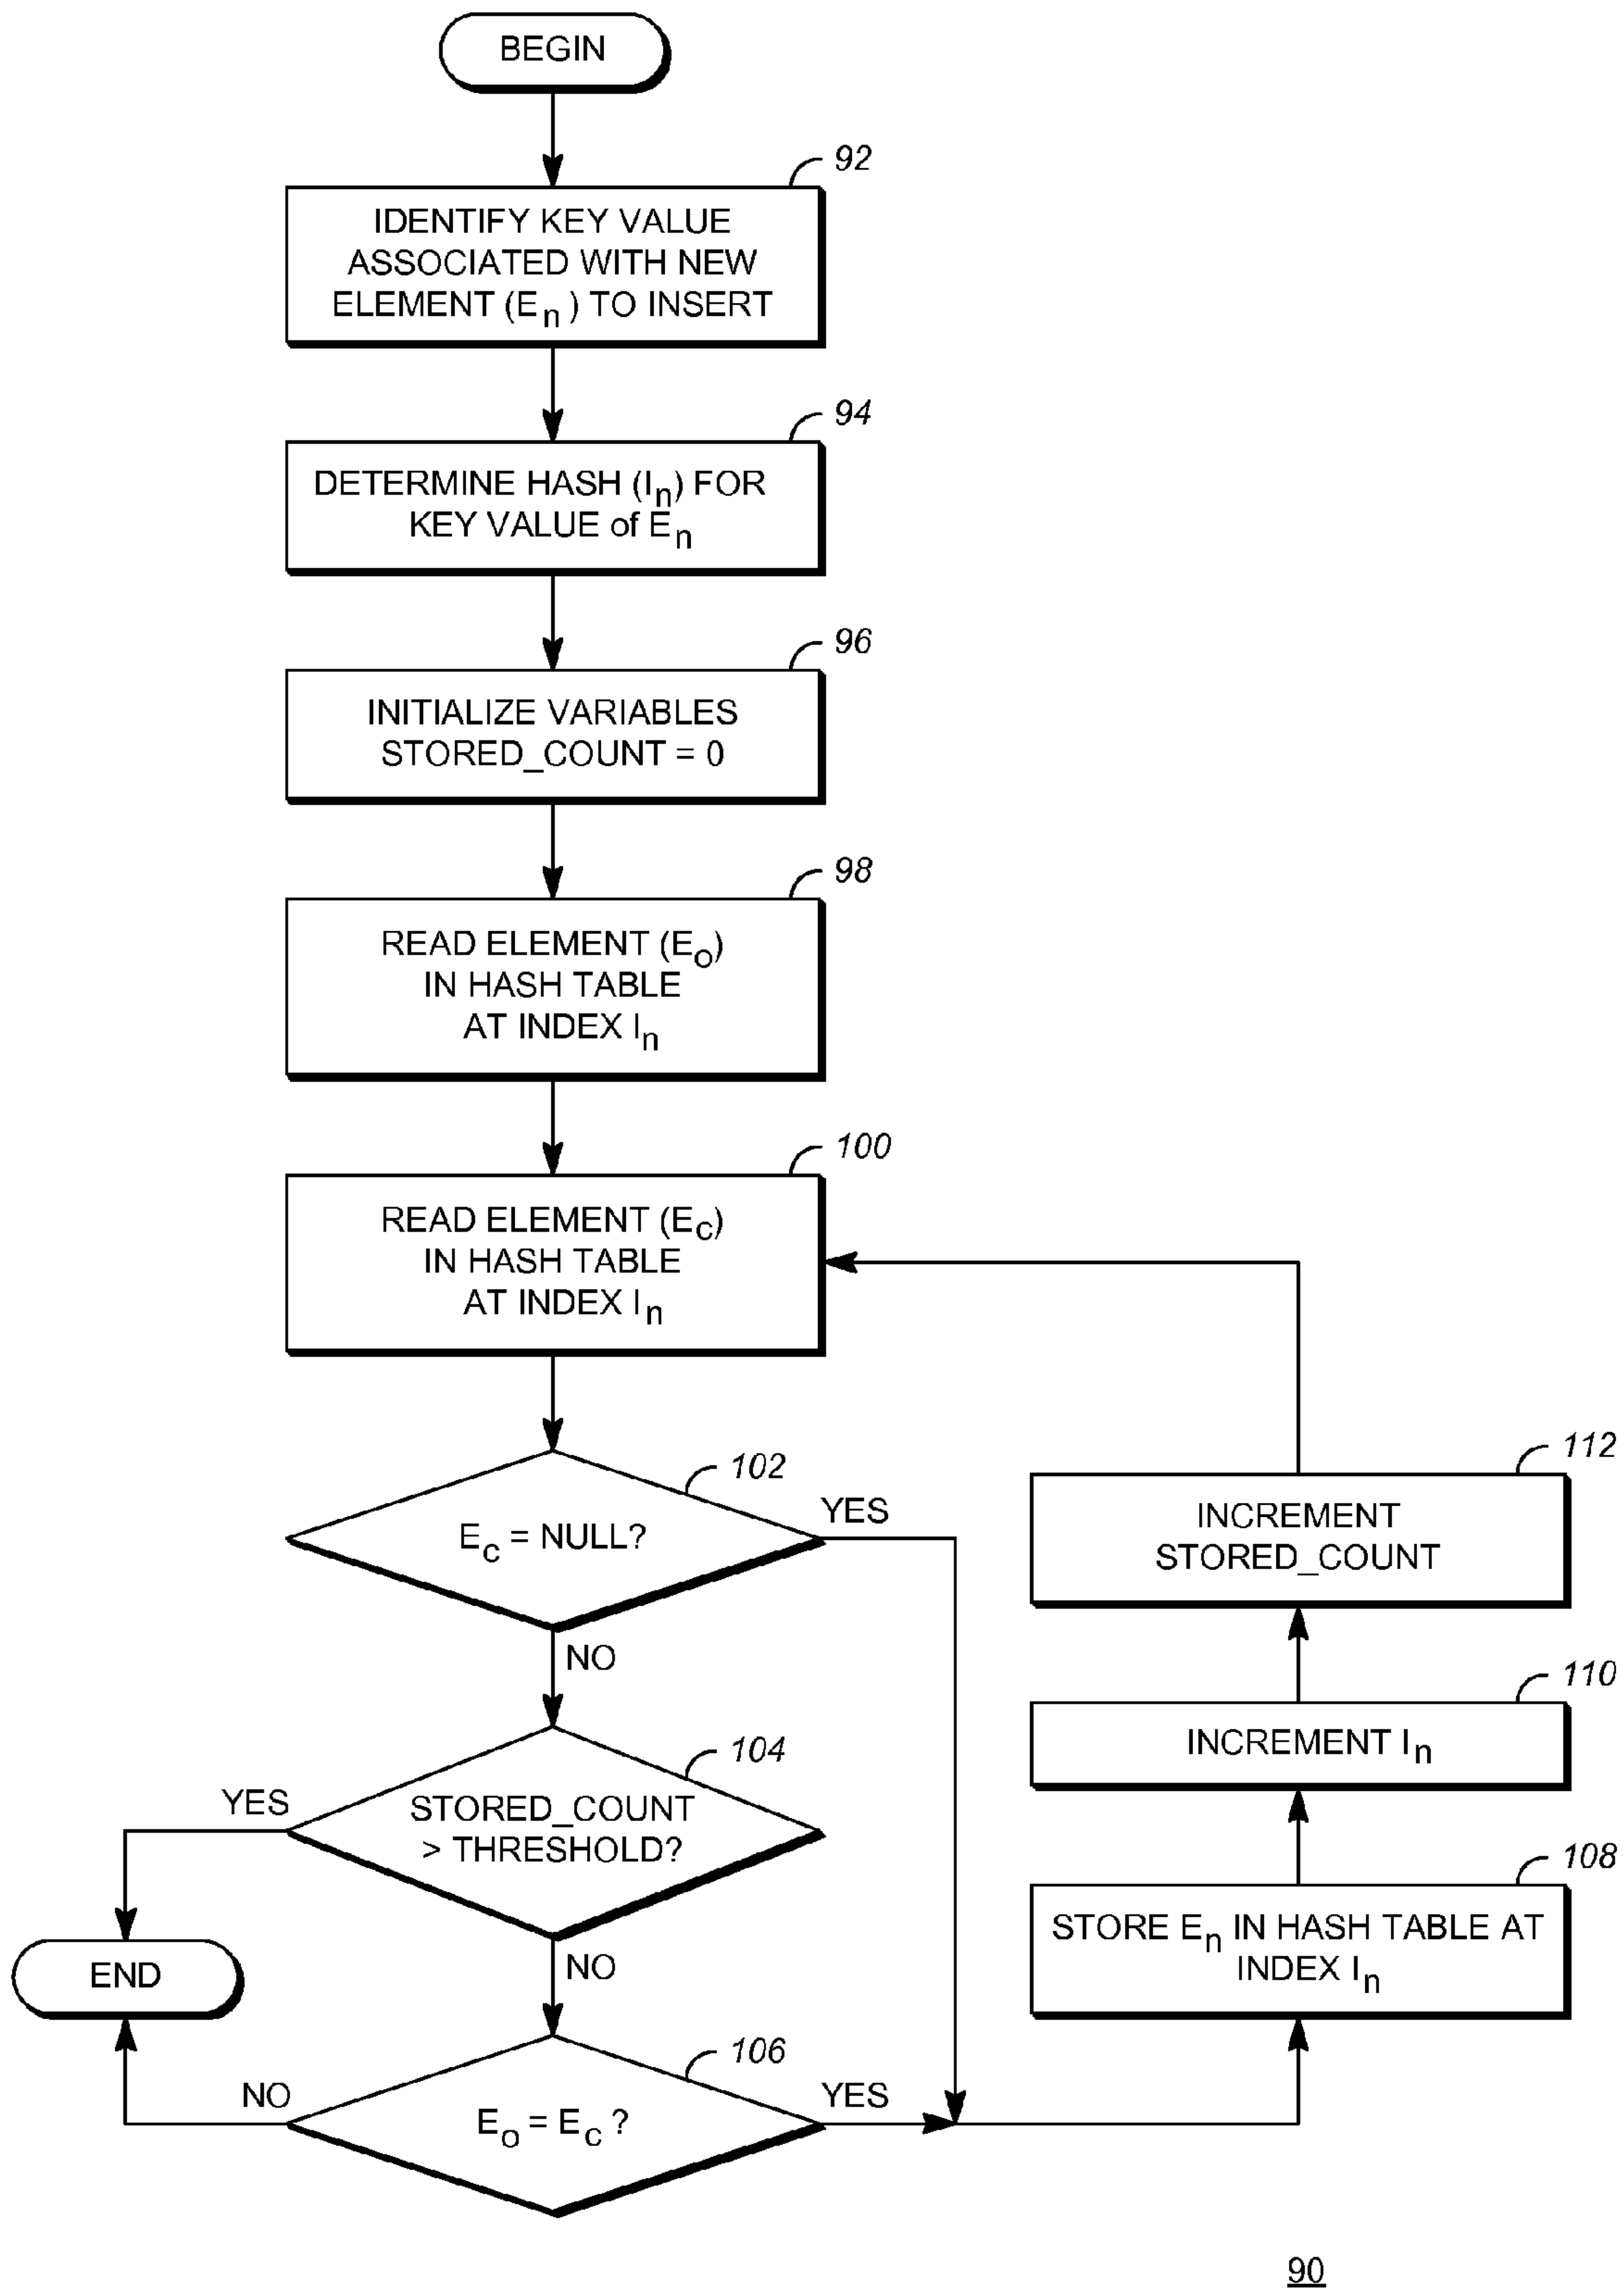 BEGIN
92
IDENTIFY KEY VALUE
ASSOCIATED WITH NEW
ELEMENT (En) TO INSERT
94
DETERMINE HASH (In) FOR
KEY VALUE of En
96
INITIALIZE VARIABLES
STORED_COUNT = 0
98
READ ELEMENT (Eo)
IN HASH TABLE
AT INDEX In
100
READ ELEMENT (Ec)
IN HASH TABLE
AT INDEX In
102
Ec = NULL?
YES
NO
104
STORED_COUNT
> THRESHOLD?
YES
NO
END
106
Eo = Ec ?
NO
YES
108
STORE En IN HASH TABLE AT
INDEX In
110
INCREMENT In
112
INCREMENT
STORED_COUNT
90